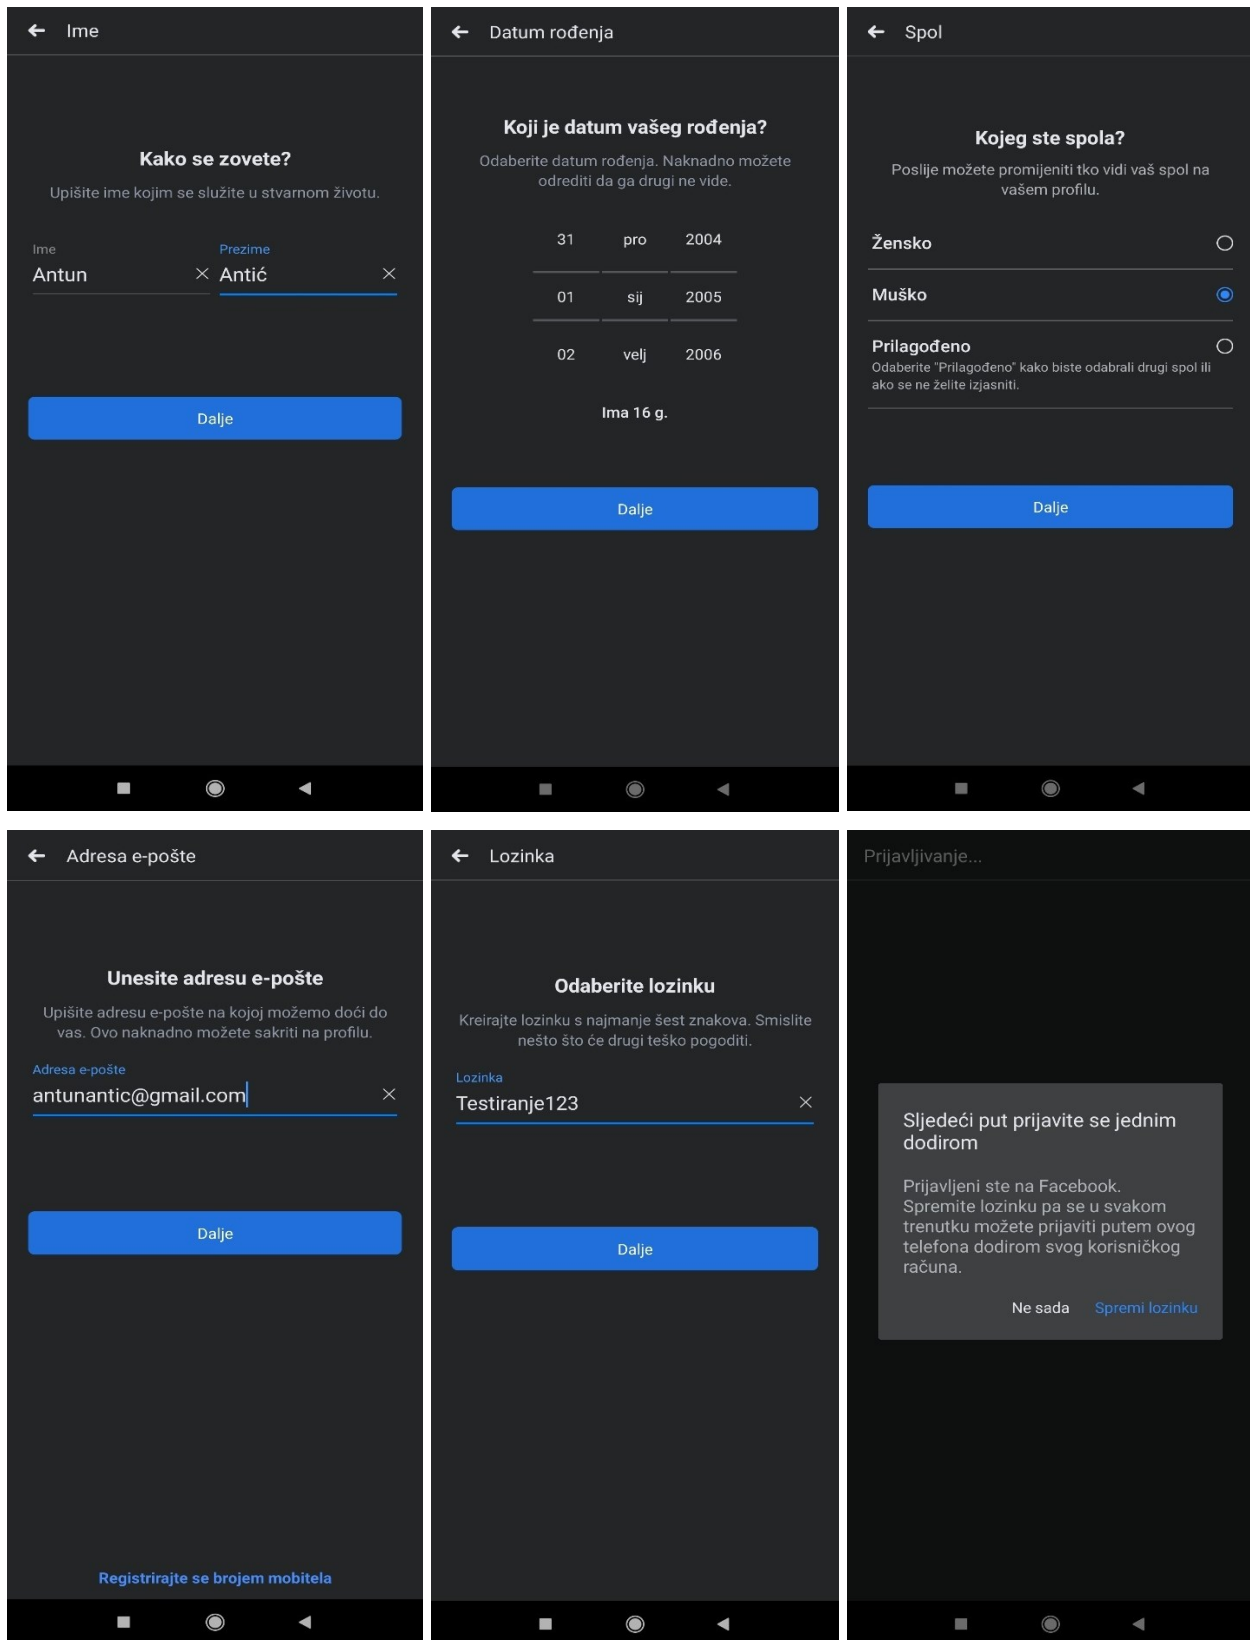 Ime
Kako se zovete?
Upišite ime kojim se služite u stvarnom životu.
Ime
Prezime
Antun
Antić
Dalje
Datum rođenja
Koji je datum vašeg rođenja?
Odaberite datum rođenja. Naknadno možete
odrediti da ga drugi ne vide.
31 pro 2004
01 sij 2005
02 velj 2006
Ima 16 g.
Dalje
Spol
Kojeg ste spola?
Poslije možete promijeniti tko vidi vaš spol na
vašem profilu.
Žensko
Muško
Prilagođeno
Odaberite "Prilagođeno" kako biste odabrali drugi spol ili
ako se ne želite izjasniti.
Dalje
Adresa e-pošte
Unesite adresu e-pošte
Upišite adresu e-pošte na kojoj možemo doći do
vas. Ovo naknadno možete sakriti na profilu.
Adresa e-pošte
antunantic@gmail.com
Dalje
Registrirajte se brojem mobitela
Lozinka
Odaberite lozinku
Kreirajte lozinku s najmanje šest znakova. Smislite
nešto što će drugi teško pogoditi.
Lozinka
Testiranje123
Dalje
Prijavljivanje...
Sljedeći put prijavite se jednim
dodirom
Prijavljeni ste na Facebook.
Spremite lozinku pa se u svakom
trenutku možete prijaviti putem ovog
telefona dodirom svog korisničkog
računa.
Ne sada
Spremi lozinku